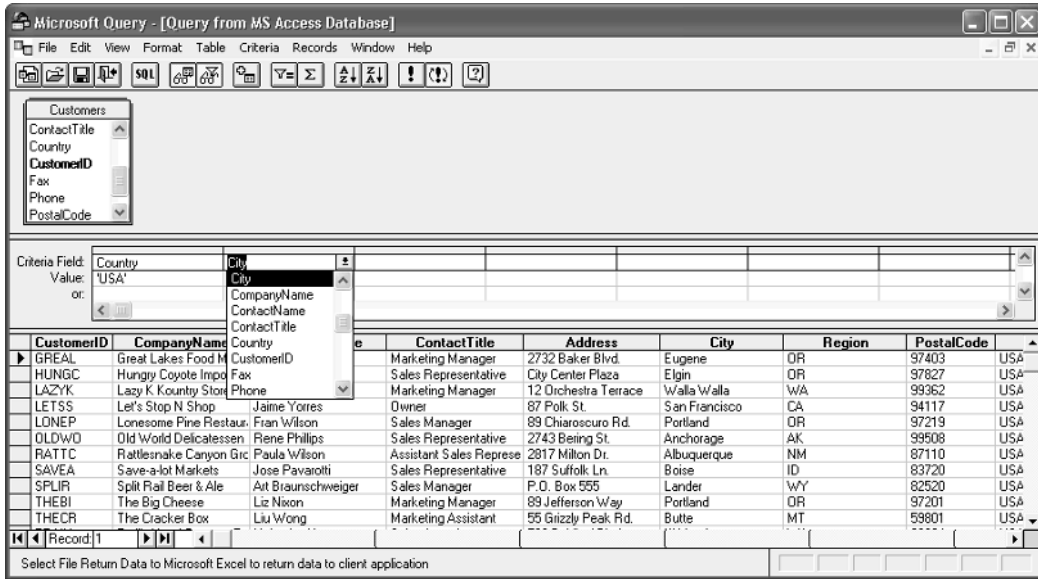 Microsoft Query - [Query from MS Access Database]
File Edit View Format Table Criteria Records Window Help
SQL
Customers
ContactTitle
Country
CustomerID
Fax
Phone
PostalCode
Criteria Field: Country City
Value: 'USA'
or:
City
CompanyName
ContactName
ContactTitle
Country
CustomerID
Fax
Phone
CustomerID CompanyName e ContactTitle Address City Region PostalCode
GREAL Great Lakes Food M Marketing Manager 2732 Baker Blvd. Eugene OR 97403 USA
HUNGC Hungry Coyote Impo Sales Representative City Center Plaza Elgin OR 97827 USA
LAZYK Lazy K Kountry Store Marketing Manager 12 Orchestra Terrace Walla Walla WA 99362 USA
LETSS Let's Stop N Shop Jaime Yorres Owner 87 Polk St. San Francisco CA 94117 USA
LONEP Lonesome Pine Restaur Fran Wilson Sales Manager 89 Chiaroscuro Rd. Portland OR 97219 USA
OLDWO Old World Delicatessen Rene Phillips Sales Representative 2743 Bering St. Anchorage AK 99508 USA
RATTC Rattlesnake Canyon Grc Paula Wilson Assistant Sales Represe 2817 Milton Dr. Albuquerque NM 87110 USA
SAVEA Save-a-lot Markets Jose Pavarotti Sales Representative 187 Suffolk Ln. Boise ID 83720 USA
SPLIR Split Rail Beer & Ale Art Braunschweiger Sales Manager P.O. Box 555 Lander WY 82520 USA
THEBI The Big Cheese Liz Nixon Marketing Manager 89 Jefferson Way Portland OR 97201 USA
THECR The Cracker Box Liu Wong Marketing Assistant 55 Grizzly Peak Rd. Butte MT 59801 USA
Record: 1
Select File Return Data to Microsoft Excel to return data to client application